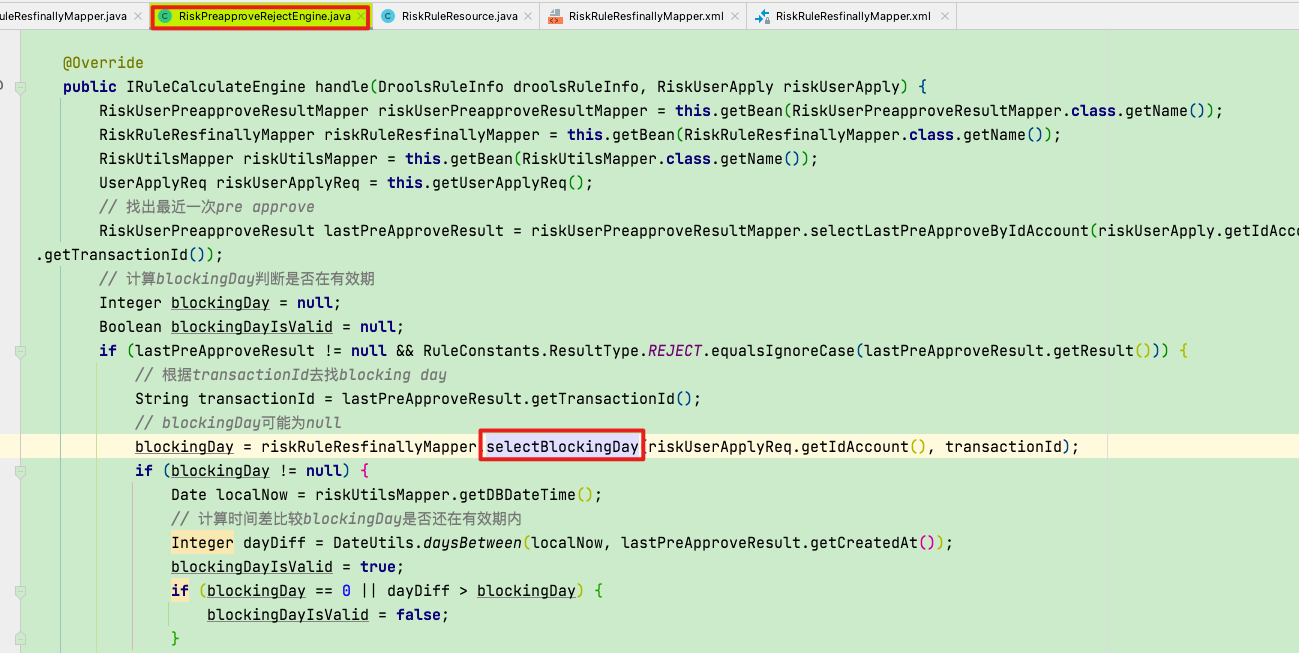 uleResfinallyMapper.java RiskPreapproveRejectEngine.java RiskRuleResource.java RiskRuleResfinallyMapper.xml RiskRuleResfinallyMapper.xml
@Override
public IRuleCalculateEngine handle(DroolsRuleInfo droolsRuleInfo, RiskUserApply riskUserApply) {
RiskUserPreapproveResultMapper riskUserPreapproveResultMapper = this.getBean(RiskUserPreapproveResultMapper.class.getName());
RiskRuleResfinallyMapper riskRuleResfinallyMapper = this.getBean(RiskRuleResfinallyMapper.class.getName());
RiskUtilsMapper riskUtilsMapper = this.getBean(RiskUtilsMapper.class.getName());
UserApplyReq riskUserApplyReq = this.getUserApplyReq();
// 找出最近一次pre approve
RiskUserPreapproveResult lastPreApproveResult = riskUserPreapproveResultMapper.selectLastPreApproveByIdAccount(riskUserApply.getIdAcco
.getTransactionId());
// 计算blockingDay判断是否在有效期
Integer blockingDay = null;
Boolean blockingDayIsValid = null;
if (lastPreApproveResult != null && RuleConstants.ResultType.REJECT.equalsIgnoreCase(lastPreApproveResult.getResult())) {
// 根据transactionId去找blocking day
String transactionId = lastPreApproveResult.getTransactionId();
// blockingDay可能为null
blockingDay = riskRuleResfinallyMapper.selectBlockingDay(riskUserApplyReq.getIdAccount(), transactionId);
if (blockingDay != null) {
Date localNow = riskUtilsMapper.getDBDateTime();
// 计算时间差比较blockingDay是否还在有效期内
Integer dayDiff = DateUtils.daysBetween(localNow, lastPreApproveResult.getCreatedAt());
blockingDayIsValid = true;
if (blockingDay == 0 || dayDiff > blockingDay) {
blockingDayIsValid = false;
}